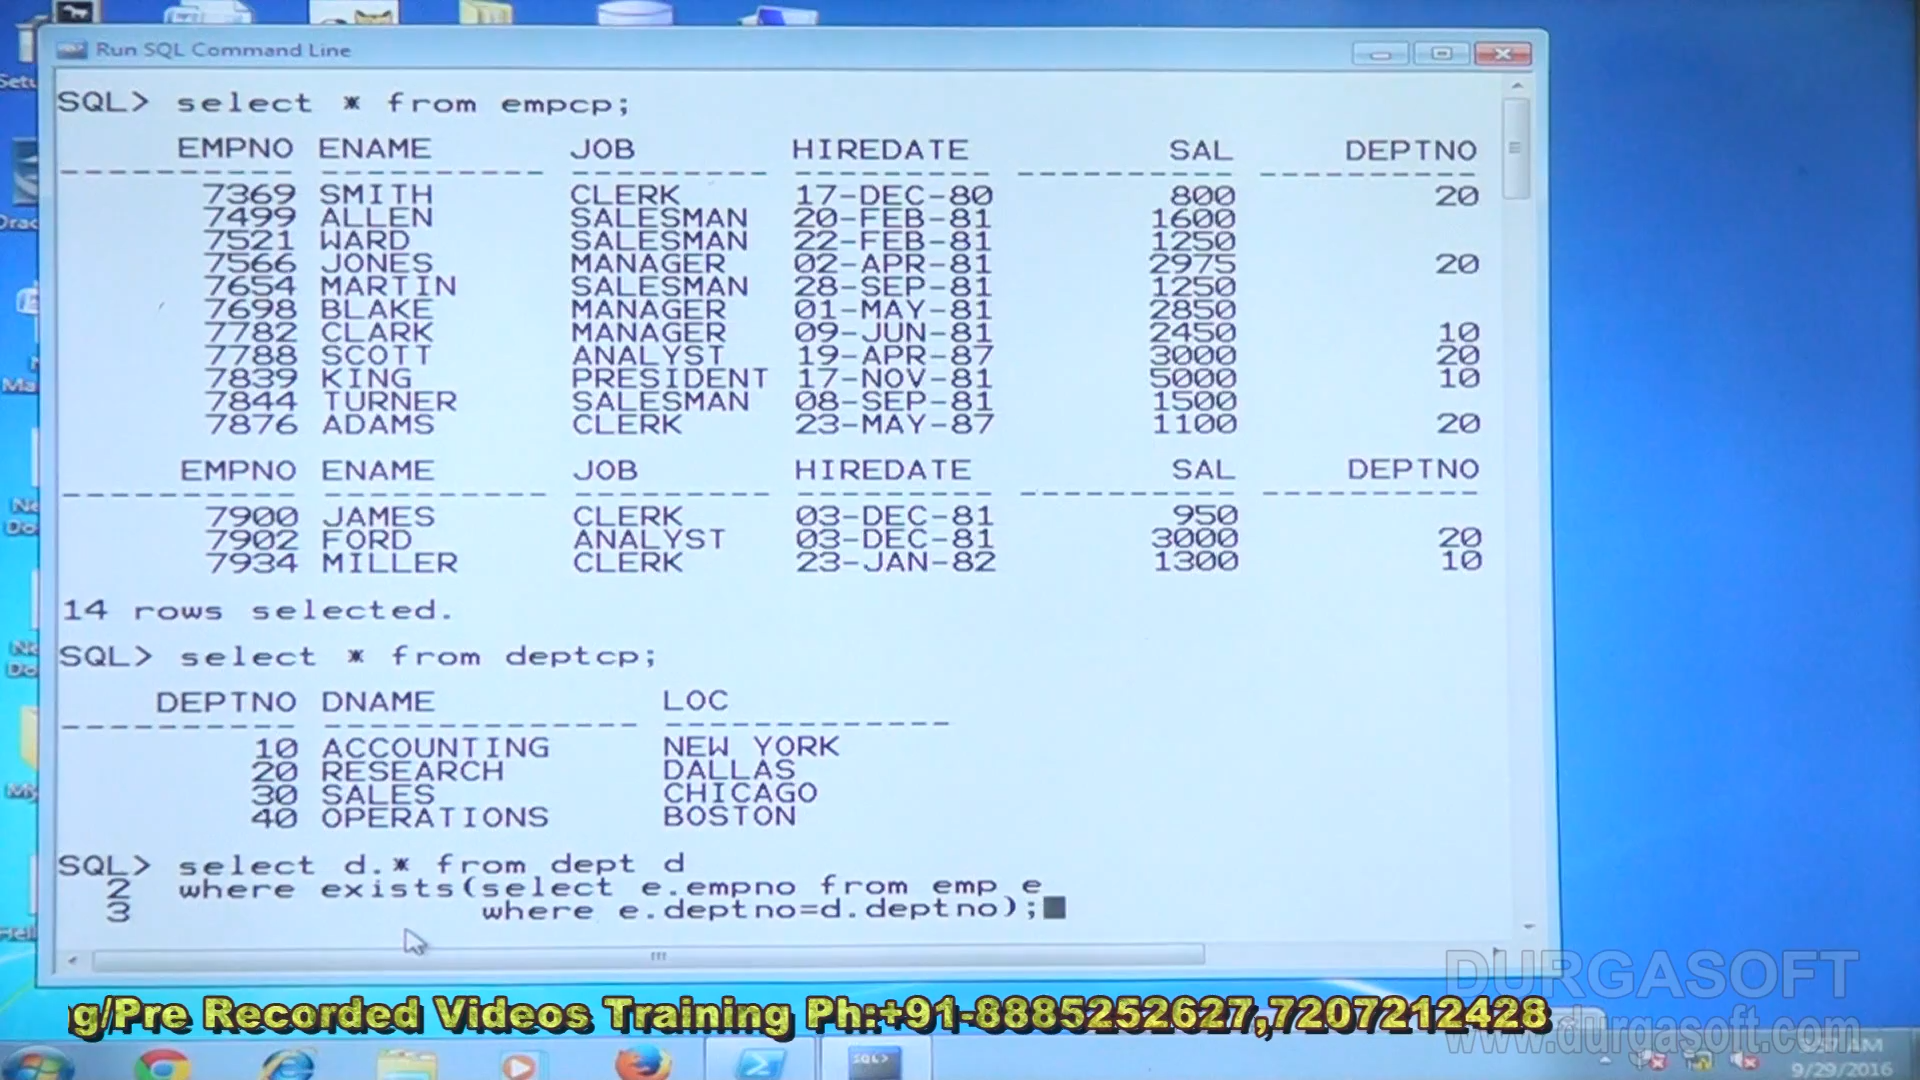 Run SQL Command Line
SQL> select * from empcp;
EMPNO ENAME JOB HIREDATE SAL DEPTNO
7369 SMITH CLERK 17-DEC-80 800 20
7499 ALLEN SALESMAN 20-FEB-81 1600
7521 WARD SALESMAN 22-FEB-81 1250
7566 JONES MANAGER 02-APR-81 2975 20
7654 MARTIN SALESMAN 28-SEP-81 1250
7698 BLAKE MANAGER 01-MAY-81 2850
7782 CLARK MANAGER 09-JUN-81 2450 10
7788 SCOTT ANALYST 19-APR-87 3000 20
7839 KING PRESIDENT 17-NOV-81 5000 10
7844 TURNER SALESMAN 08-SEP-81 1500
7876 ADAMS CLERK 23-MAY-87 1100 20
EMPNO ENAME JOB HIREDATE SAL DEPTNO
7900 JAMES CLERK 03-DEC-81 950
7902 FORD ANALYST 03-DEC-81 3000 20
7934 MILLER CLERK 23-JAN-82 1300 10
14 rows selected.
SQL> select * from deptcp;
DEPTNO DNAME LOC
10 ACCOUNTING NEW YORK
20 RESEARCH DALLAS
30 SALES CHICAGO
40 OPERATIONS BOSTON
SQL> select d.* from dept d
2 where exists(select e.empno from emp e
3 where e.deptno=d.deptno);
DURGASOFT
www.durgasoft.com
g/Pre Recorded Videos Training Ph:+91-8885252627,7207212428
SQL>
AM
9/29/2016